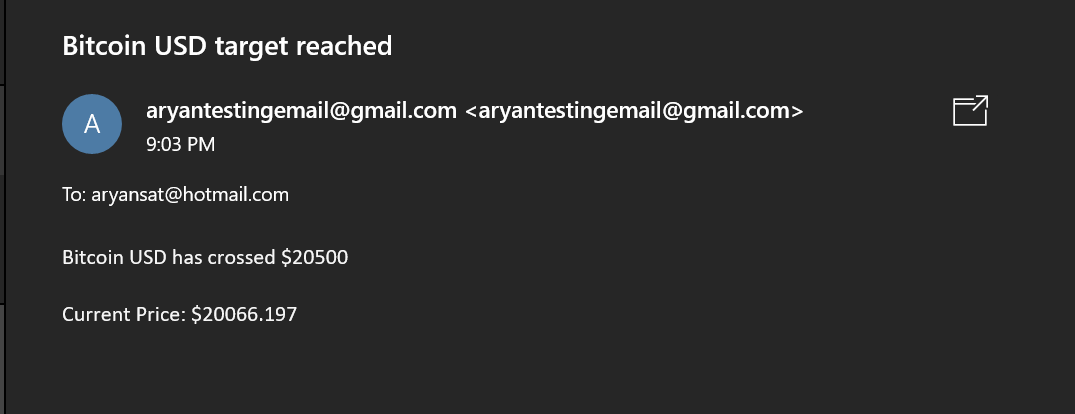 Bitcoin USD target reached
A
aryantestingemail@gmail.com <aryantestingemail@gmail.com>
9:03 PM
To: aryansat@hotmail.com
Bitcoin USD has crossed $20500
Current Price: $20066.197